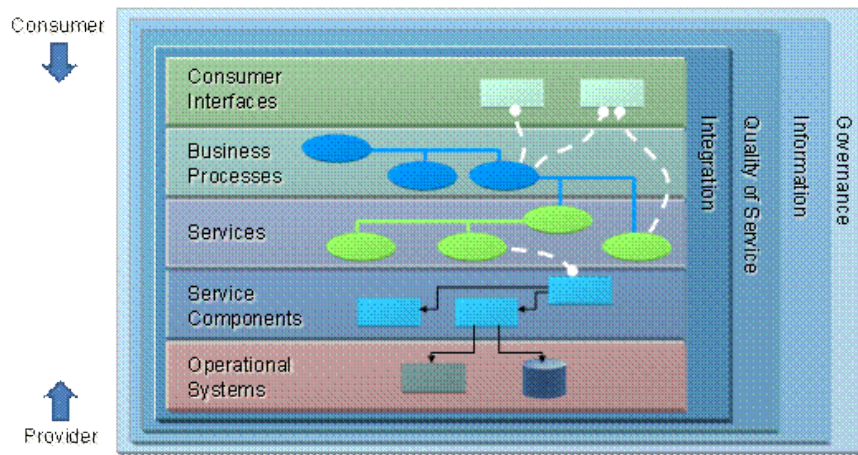 Consumer
Consumer
Interfaces
Business
Processes
Services
Service
Components
Operational
Systems
Provider
Integration
Quality of Service
Information
Governance